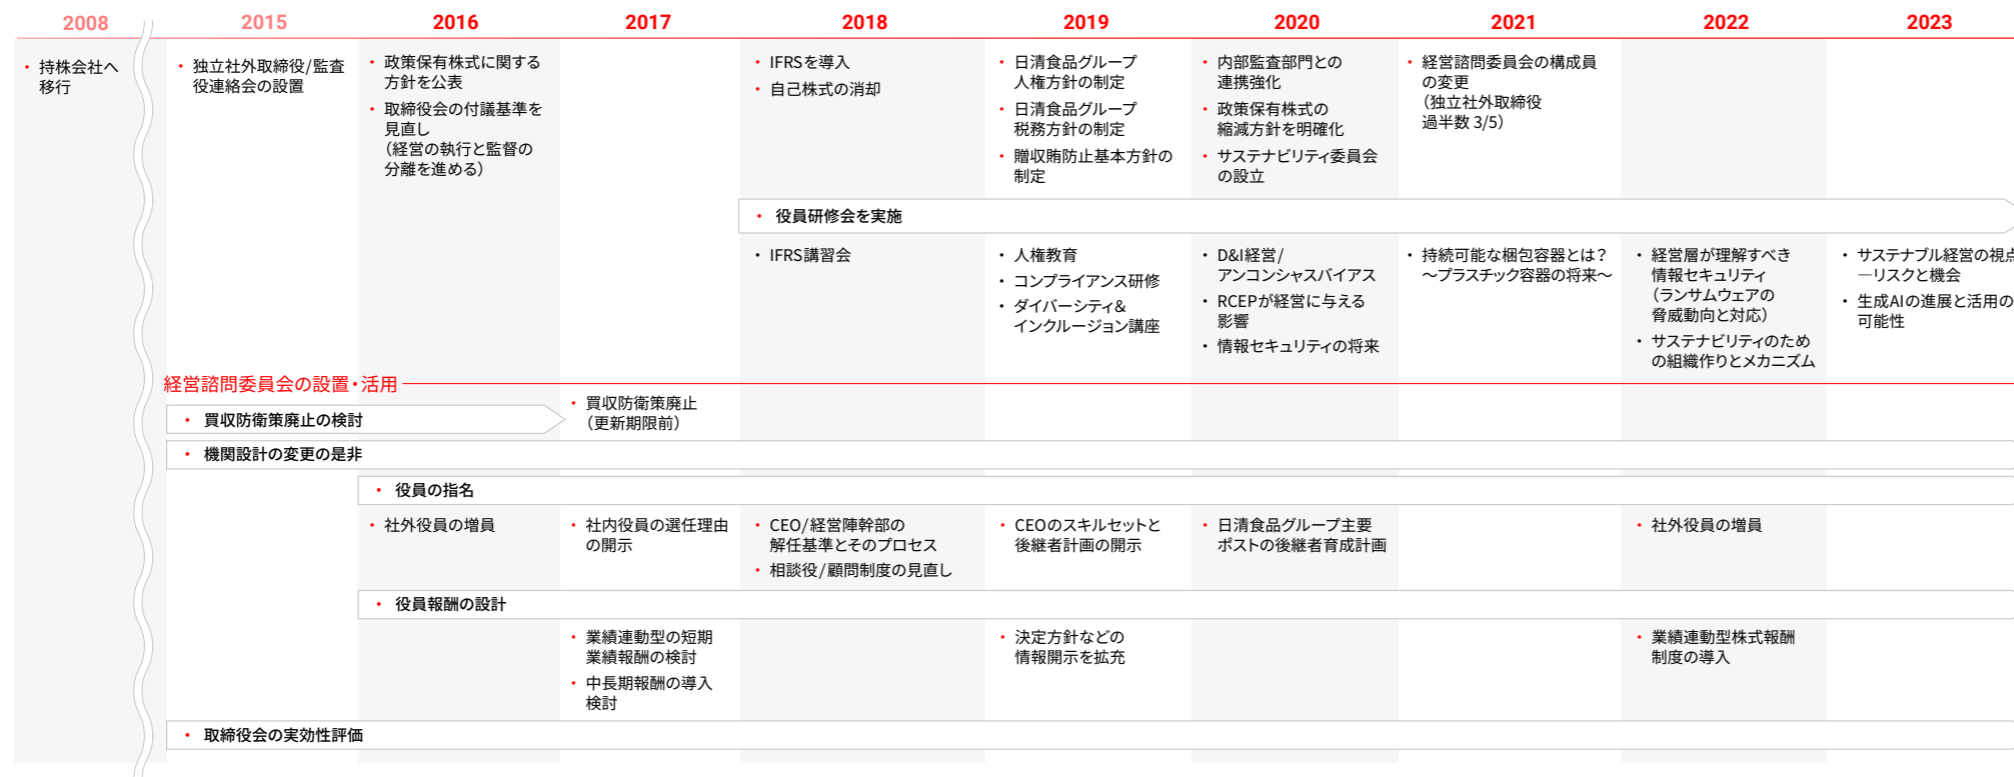 2008
2015
2016
2017
2018
2019
2020
2021
2022
2023
・持株会社へ
移行
・独立社外取締役/監査
役連絡会の設置
・政策保有株式に関する
方針を公表
・取締役会の付議基準を
見直し
（経営の執行と監督の
分離を進める）
・IFRSを導入
・自己株式の消却
・日清食品グループ
人権方針の制定
・日清食品グループ
税務方針の制定
・贈収賄防止基本方針の
制定
・内部監査部門との
連携強化
・政策保有株式の
縮減方針を明確化
・サステナビリティ委員会
の設立
・経営諮問委員会の構成員
の変更
（独立社外取締役
過半数 3/5）
・役員研修会を実施
・IFRS講習会
・人権教育
・コンプライアンス研修
・ダイバーシティ&
インクルージョン講座
・D&I経営/
アンコンシャスバイアス
・RCEPが経営に与える
影響
・情報セキュリティの将来
・持続可能な梱包容器とは？
～プラスチック容器の将来～
・経営層が理解すべき
情報セキュリティ
（ランサムウェアの
脅威動向と対応）
・サステナビリティのため
の組織作りとメカニズム
・サステナブル経営の視点
―リスクと機会
・生成AIの進展と活用の
可能性
経営諮問委員会の設置・活用
・買収防衛策廃止の検討
・買収防衛策廃止
（更新期限前）
・機関設計の変更の是非
・役員の指名
・社外役員の増員
・社内役員の選任理由
の開示
・CEO/経営陣幹部の
解任基準とそのプロセス
・相談役/顧問制度の見直し
・CEOのスキルセットと
後継者計画の開示
・日清食品グループ主要
ポストの後継者育成計画
・社外役員の増員
・役員報酬の設計
・業績連動型の短期
業績報酬の検討
・中長期報酬の導入
検討
・決定方針などの
情報開示を拡充
・業績連動型株式報酬
制度の導入
・取締役会の実効性評価